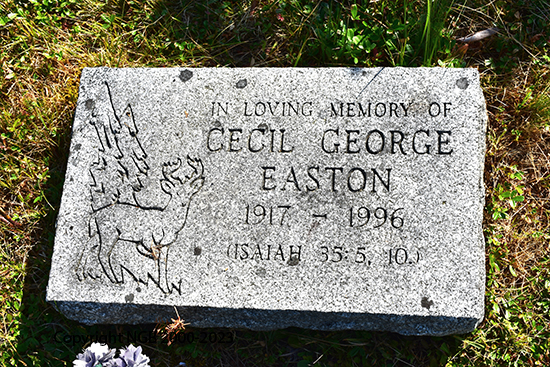 IN LOVING MEMORY OF
CECIL GEORGE
EASTON
1917 - 1996
(ISAIAH 35:5, 10.)